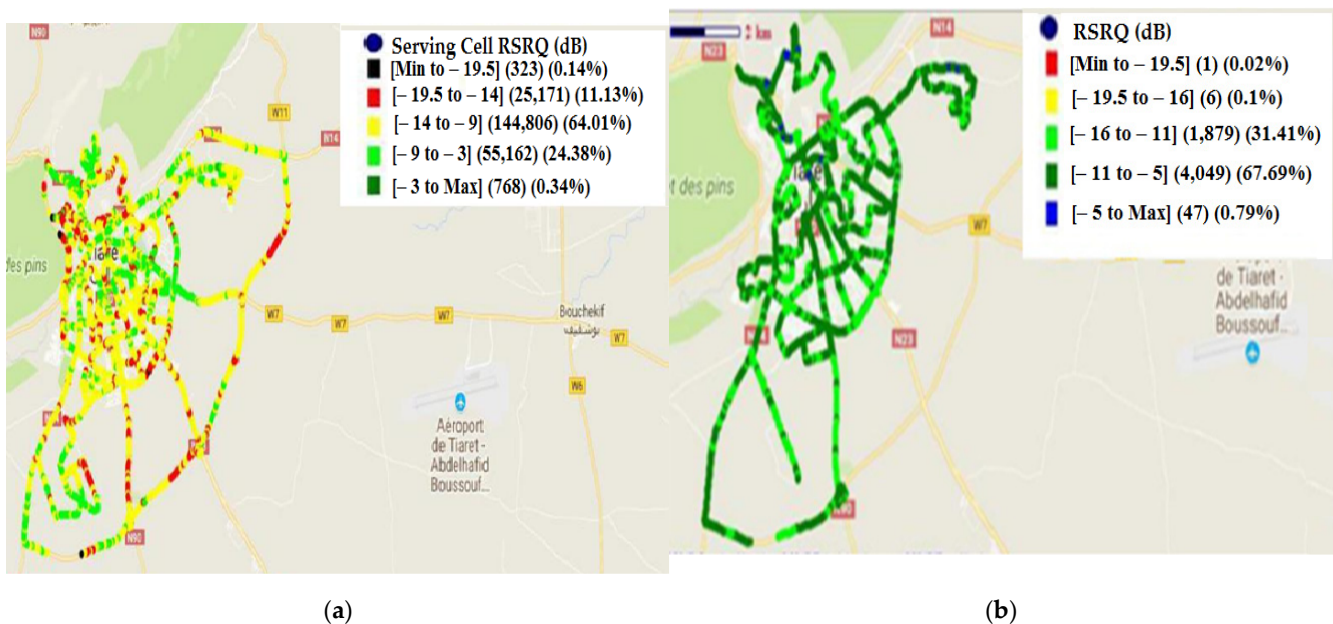 N90
Serving Cell RSRQ (dB)
[Min to – 19.5] (323) (0.14%)
[– 19.5 to – 14] (25,171) (11.13%)
[– 14 to – 9] (144,806) (64.01%)
[– 9 to – 3] (55,162) (24.38%)
[– 3 to Max] (768) (0.34%)
W11
N14
des pins
W7
W7
W7
W7
Bouchekif
بوشقيف
W6
Aéroport
de Tiaret -
Abdelhafid
Boussouf...
N90
(a)
2 km
N23
N14
RSRQ (dB)
[Min to – 19.5] (1) (0.02%)
[– 19.5 to – 16] (6) (0.1%)
[– 16 to – 11] (1,879) (31.41%)
[– 11 to – 5] (4,049) (67.69%)
[– 5 to Max] (47) (0.79%)
t des pins
W7
de Tiaret -
Abdelhafid
Boussouf...
N23
N90
(b)